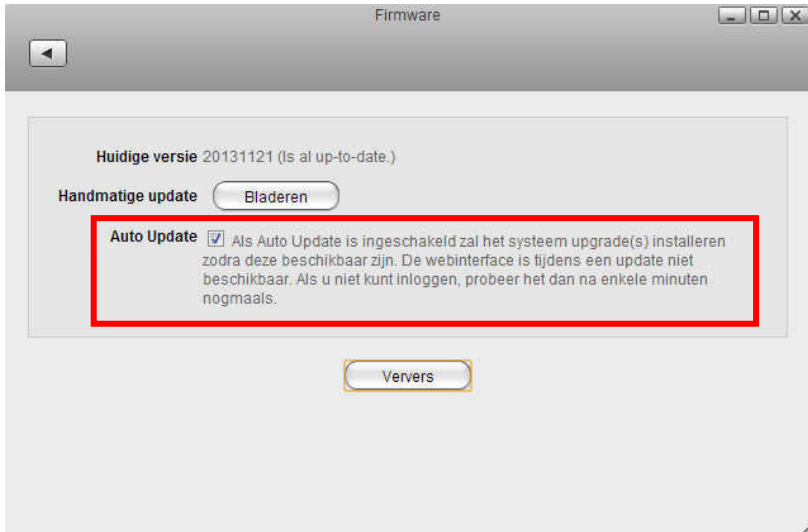 Firmware
Huidige versie 20131121 (Is al up-to-date.)
Handmatige update Bladeren
Auto Update Als Auto Update is ingeschakeld zal het systeem upgrade(s) installeren
zodra deze beschikbaar zijn. De webinterface is tijdens een update niet
beschikbaar. Als u niet kunt inloggen, probeer het dan na enkele minuten
nogmaals.
Ververs